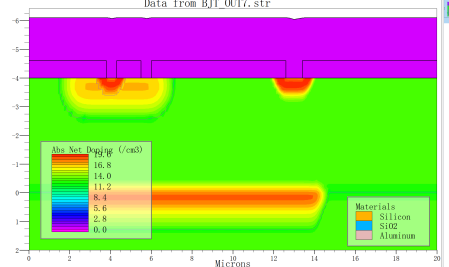 Data from BJT_OUT7.str
-6
-5
-4
-3
-2
-1
0
1
2
Abs Net Doping (/cm3)
19.6
16.8
14.0
11.2
8.4
5.6
2.8
0.0
Materials
Silicon
SiO2
Aluminum
0 2 4 6 8 10 12 14 16 18 20
Microns